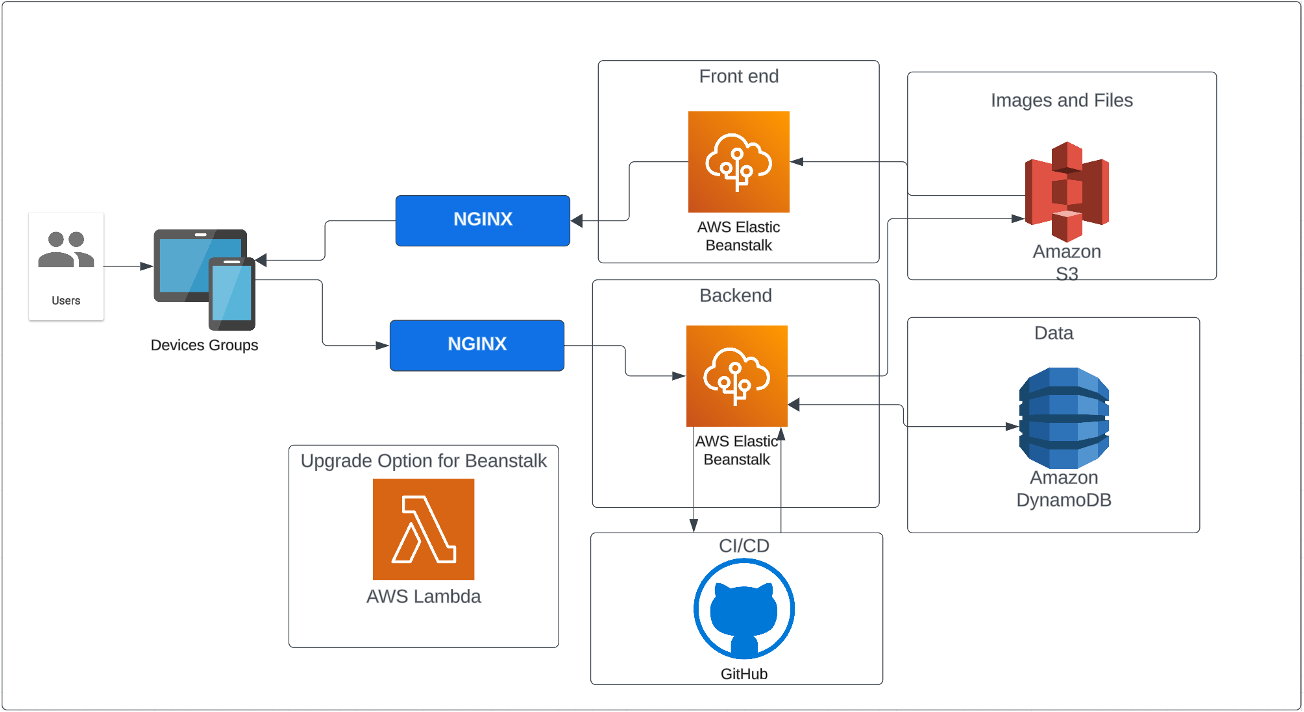 Front end
AWS Elastic
Beanstalk
Images and Files
Amazon
S3
NGINX
Users
Devices Groups
NGINX
Backend
AWS Elastic
Beanstalk
Data
Amazon
DynamoDB
Upgrade Option for Beanstalk
AWS Lambda
CI/CD
GitHub